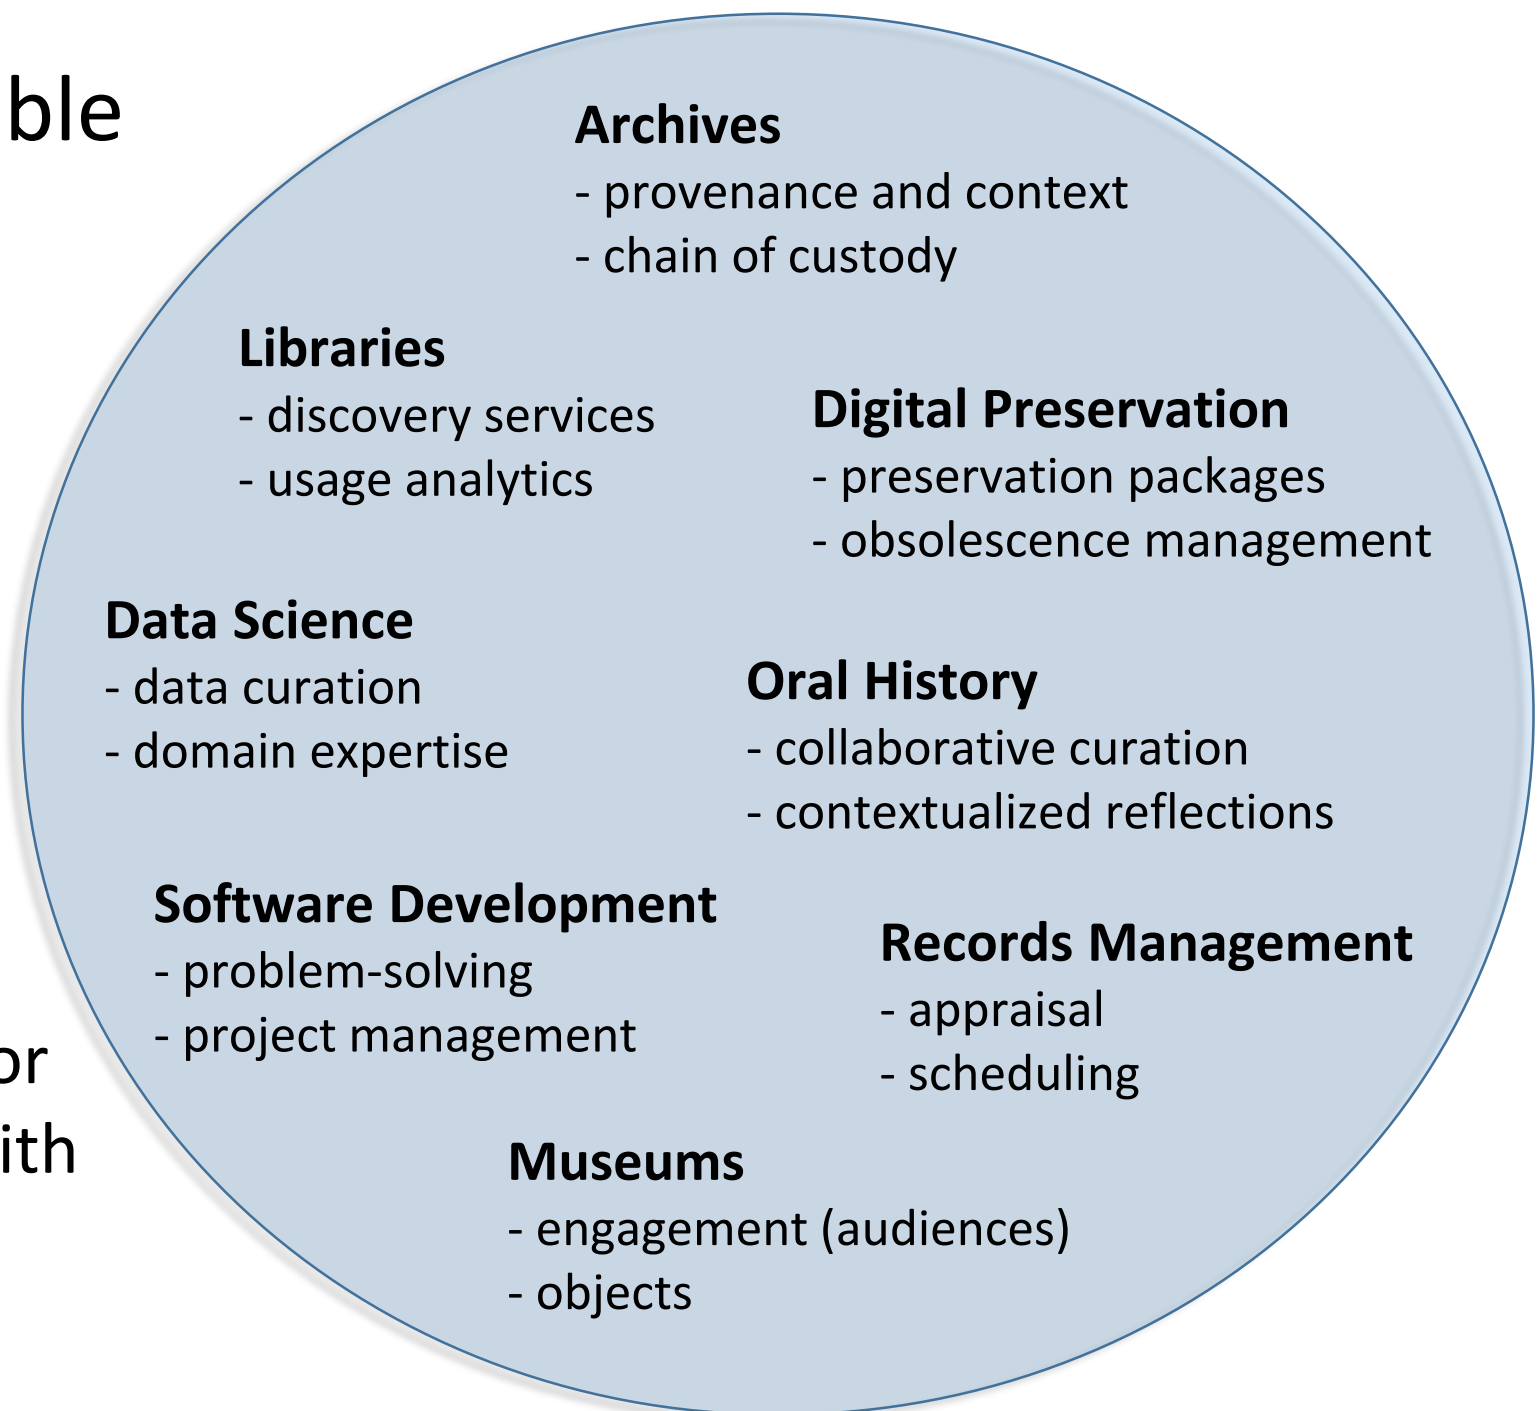 ble
Archives
- provenance and context
- chain of custody
Libraries
- discovery services
- usage analytics
Digital Preservation
- preservation packages
- obsolescence management
Data Science
- data curation
- domain expertise
Oral History
- collaborative curation
- contextualized reflections
Software Development
- problem-solving
- project management
Records Management
- appraisal
- scheduling
or
ith
Museums
- engagement (audiences)
- objects